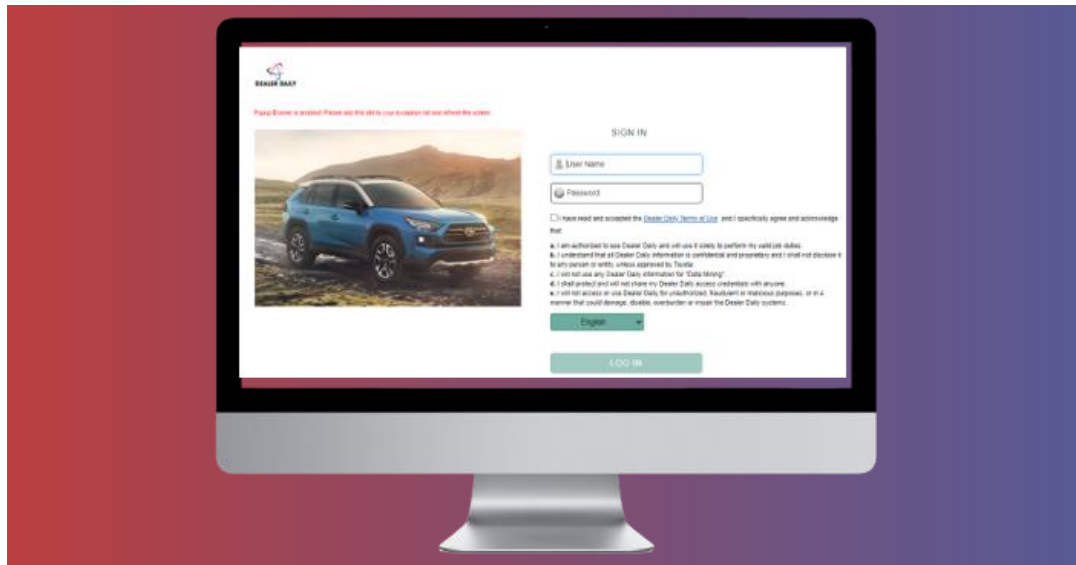 DEALER DAILY
Popup Blocker is enabled! Please add this site to your exception list and refresh the screen.
SIGN IN
User Name
Password
I have read and accepted the Dealer Daily Terms of Use and I specifically agree and acknowledge
that:
a. I am authorized to use Dealer Daily and will use it solely to perform my valid job duties.
b. I understand that all Dealer Daily information is confidential and proprietary and I shall not disclose it
to any person or entity, unless approved by Toyota.
c. I will not use any Dealer Daily information for "Data Mining".
d. I shall protect and will not share my Dealer Daily access credentials with anyone.
e. I will not access or use Dealer Daily for unauthorized, fraudulent or malicious purposes, or in a
manner that could damage, disable, overburden or impair the Dealer Daily systems.
English
LOG IN